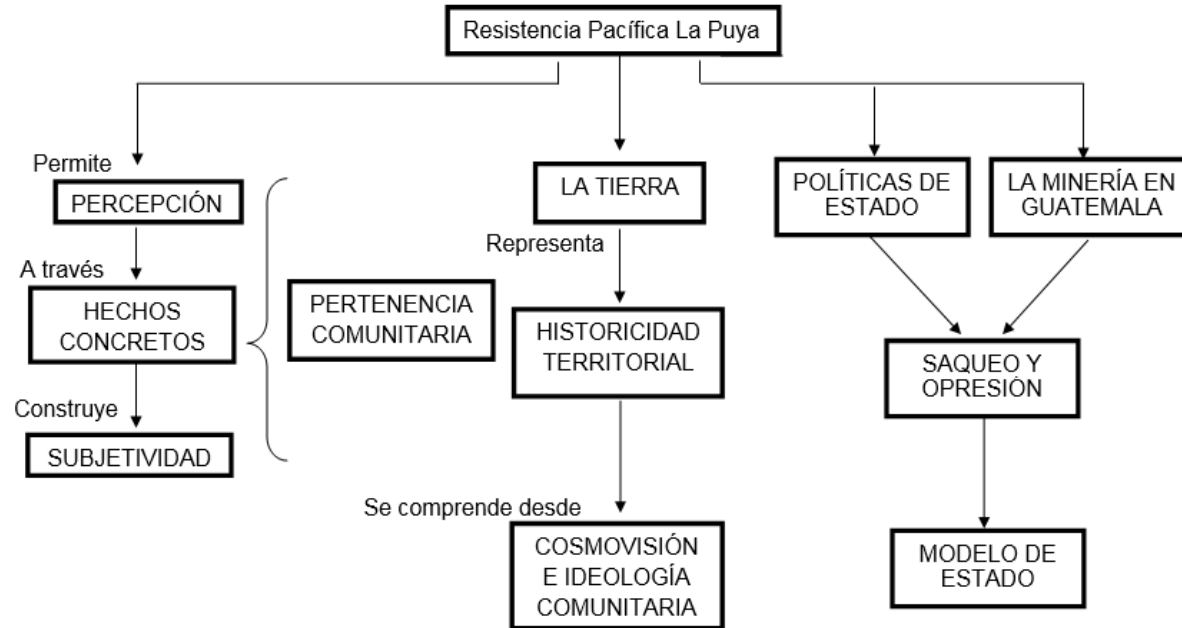 Resistencia Pacífica La Puya
Permite
PERCEPCIÓN
A través
HECHOS
CONCRETOS
Construye
SUBJETIVIDAD
PERTENENCIA
COMUNITARIA
LA TIERRA
Representa
HISTORICIDAD
TERRITORIAL
Se comprende desde
COSMOVISIÓN
E IDEOLOGÍA
COMUNITARIA
POLÍTICAS DE
ESTADO
LA MINERÍA EN
GUATEMALA
SAQUEO Y
OPRESIÓN
MODELO DE
ESTADO